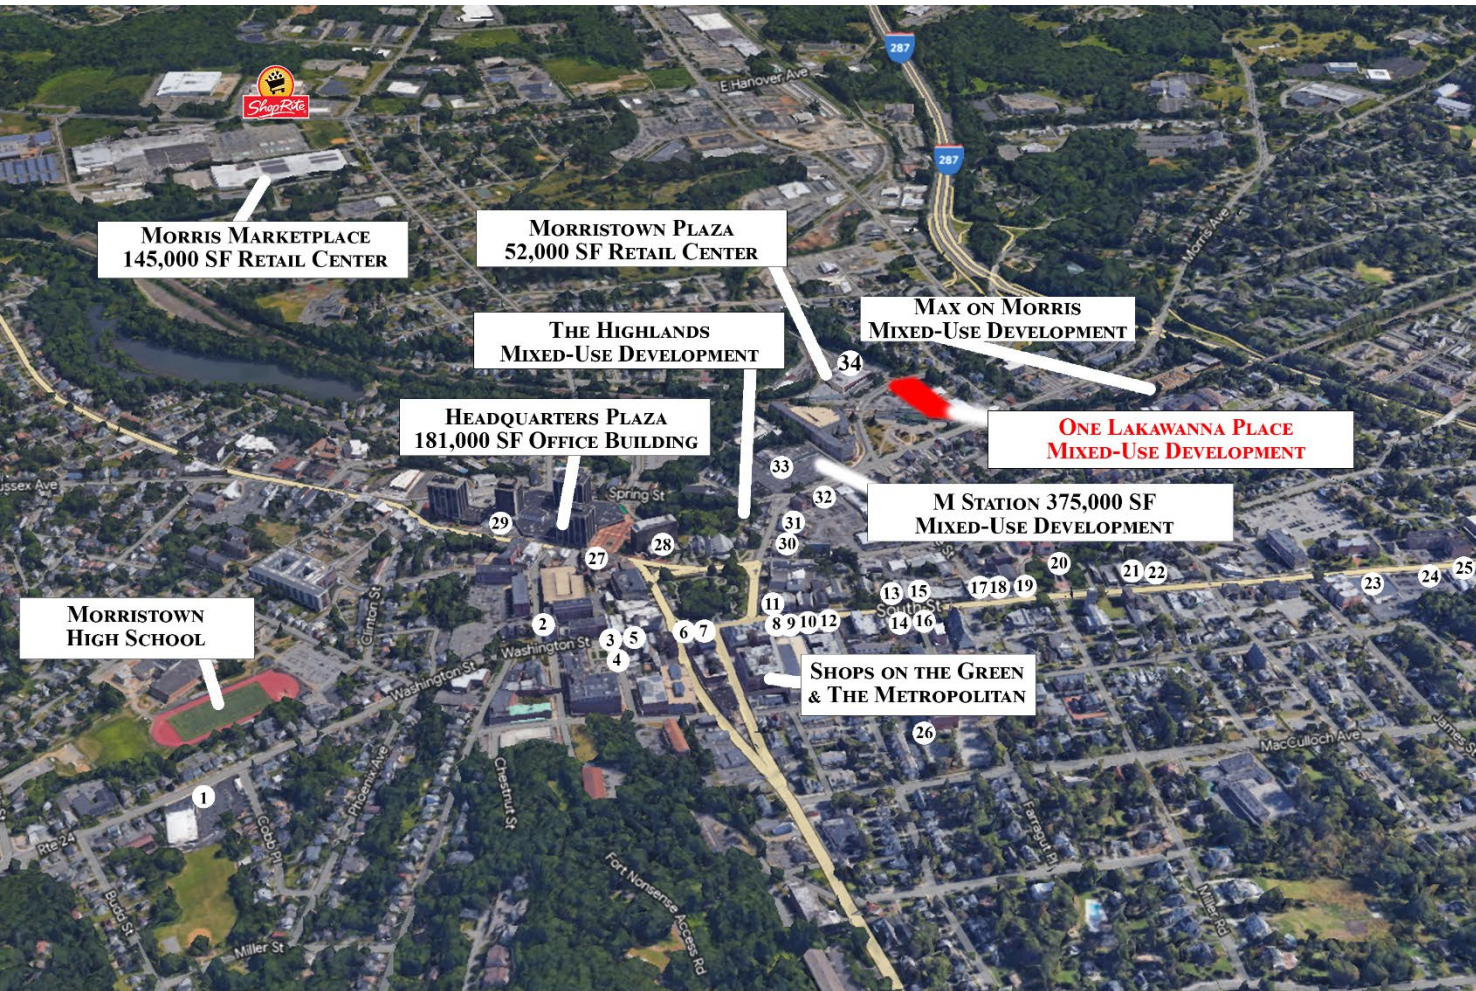 287
E Hanover Ave
ShopRite
287
Morris Ave
Morris Marketplace
145,000 SF Retail Center
Morristown Plaza
52,000 SF Retail Center
Max on Morris
Mixed-Use Development
The Highlands
Mixed-Use Development
34
Headquarters Plaza
181,000 SF Office Building
One Lakawanna Place
Mixed-Use Development
33
ussex Ave
Spring St
32
M Station 375,000 SF
Mixed-Use Development
29
31
28
30
27
St
20
21
22
25
24
23
17
18
19
13
15
Clinton St
11
South St
Morristown
High School
2
Washington St
3
5
4
6
7
8
9
10
12
14
16
Washington St
Shops on the Green
& The Metropolitan
26
MacCulloch Ave
James St
Phoenix Ave
Chestnut St
1
Cobb Pl
Rte 24
Farragut Pl
Fort Nonsense Access Rd
Budd St
Miller Rd
Miller St